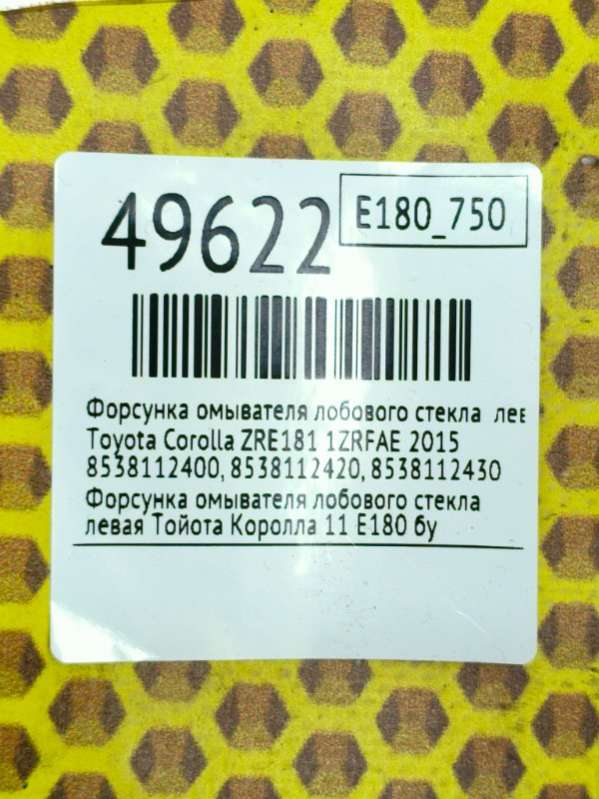 49622
E180_750
Форсунка омывателя лобового стекла лев
Toyota Corolla ZRE181 1ZRFAE 2015
8538112400, 8538112420, 8538112430
Форсунка омывателя лобового стекла
левая Тойота Королла 11 Е180 бу